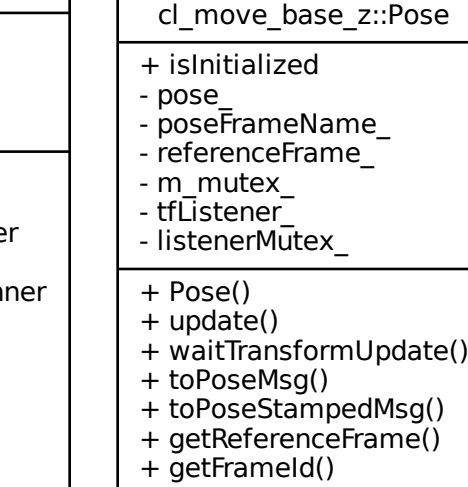 cl_move_base_z::Pose
+ isInitialized
- pose_
- poseFrameName_
- referenceFrame_
- m_mutex_
- tfListener_
- listenerMutex_
+ Pose()
+ update()
+ waitTransformUpdate()
+ toPoseMsg()
+ toPoseStampedMsg()
+ getReferenceFrame()
+ getFrameId()